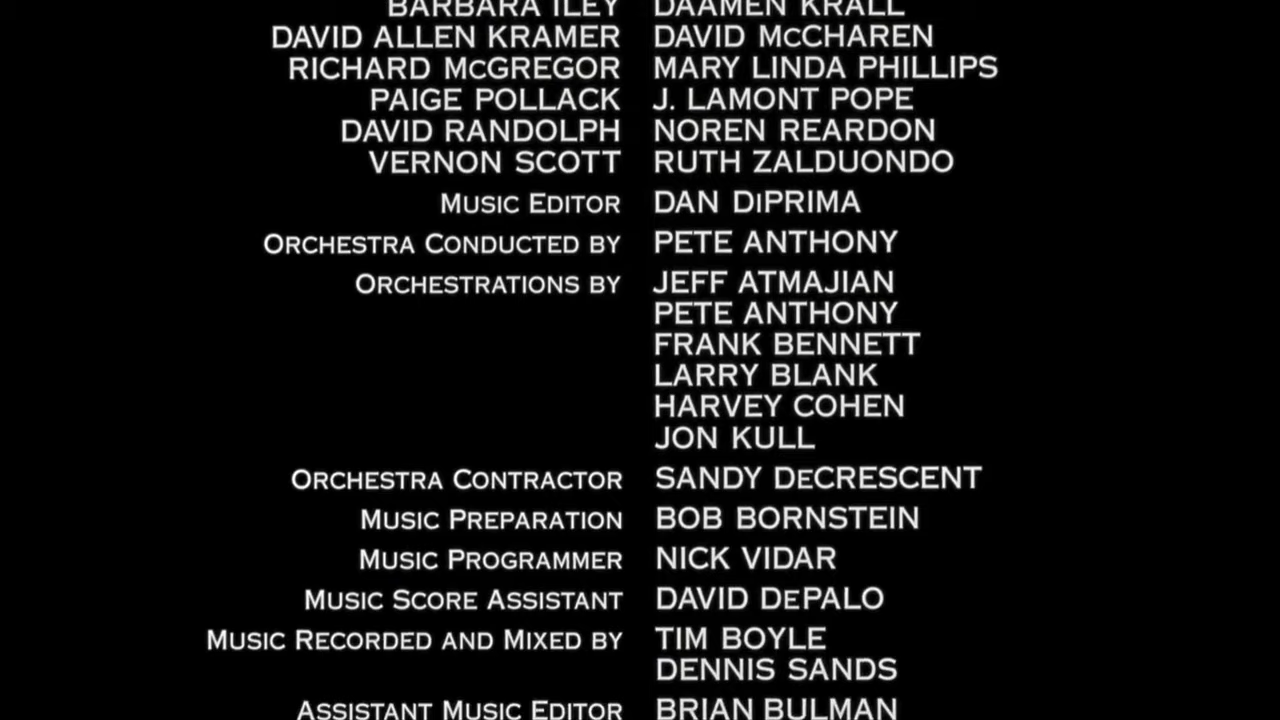 BARBARA ILEY DAAMEN KRALL
DAVID ALLEN KRAMER DAVID McCHAREN
RICHARD McGREGOR MARY LINDA PHILLIPS
PAIGE POLLACK J. LAMONT POPE
DAVID RANDOLPH NOREN REARDON
VERNON SCOTT RUTH ZALDUONDO
Music Editor DAN DiPRIMA
Orchestra Conducted by PETE ANTHONY
Orchestrations by JEFF ATMAJIAN
PETE ANTHONY
FRANK BENNETT
LARRY BLANK
HARVEY COHEN
JON KULL
Orchestra Contractor SANDY DeCRESCENT
Music Preparation BOB BORNSTEIN
Music Programmer NICK VIDAR
Music Score Assistant DAVID DePALO
Music Recorded and Mixed by TIM BOYLE
DENNIS SANDS
Assistant Music Editor BRIAN BULMAN